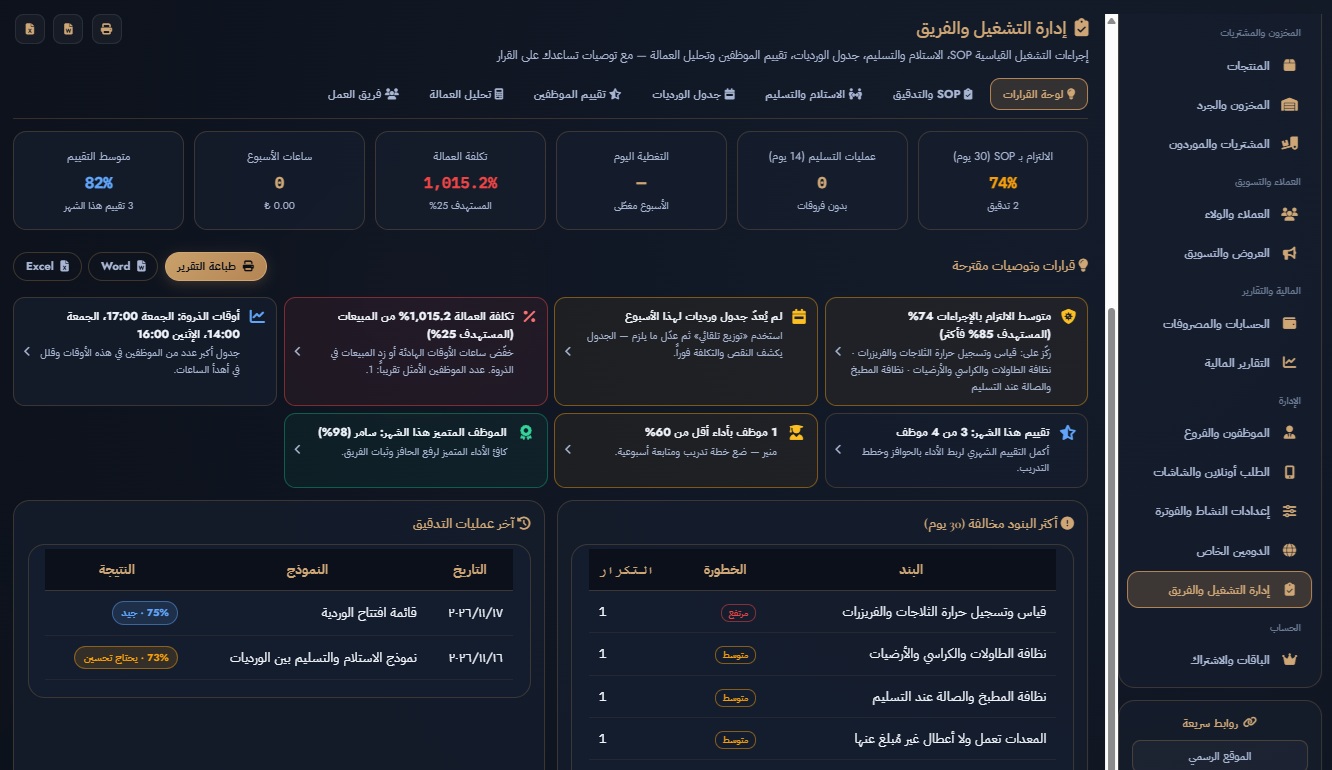 المخزون والمشتريات
المنتجات
المخزون والجرد
المشتريات والموردون
العملاء والتسويق
العملاء والولاء
العروض والتسويق
المالية والتقارير
الحسابات والمصروفات
التقارير المالية
الإدارة
الموظفون والفروع
الطلب أونلاين والشاشات
إعدادات النشاط والفوترة
الدومين الخاص
إدارة التشغيل والفريق
الحساب
الباقات والاشتراك
روابط سريعة
الموقع الرسمي
إدارة التشغيل والفريق
إجراءات التشغيل القياسية SOP، الاستلام والتسليم، جدول الورديات، تقييم الموظفين وتحليل العمالة — مع توصيات تساعدك على القرار
لوحة القرارات
SOP والتدقيق
الاستلام والتسليم
جدول الورديات
تقييم الموظفين
تحليل العمالة
فريق العمل
الالتزام بـ SOP (30 يوم)
74%
2 تدقيق
عمليات التسليم (14 يوم)
0
بدون فروقات
التغطية اليوم
—
الأسبوع مغطّى
تكلفة العمالة
1,015.2%
المستهدف 25%
ساعات الأسبوع
0
0.00 ₺
متوسط التقييم
82%
3 تقييم هذا الشهر
قرارات وتوصيات مقترحة
طباعة التقرير
Word
Excel
متوسط الالتزام بالإجراءات 74%
(المستهدف 85% فأكثر)
ركّز على: قياس وتسجيل حرارة الثلاجات والفريزرات ·
نظافة الطاولات والكراسي والأرضيات · نظافة المطبخ
والصالة عند التسليم
لم يُعدّ جدول ورديات لهذا الأسبوع
استخدم «توزيع تلقائي» ثم عدّل ما يلزم — الجدول
يكشف النقص والتكلفة فوراً.
تكلفة العمالة 1,015.2% من المبيعات
(المستهدف 25%)
خفّض ساعات الأوقات الهادئة أو زد المبيعات في
الذروة. عدد الموظفين الأمثل تقريباً: 1.
أوقات الذروة: الجمعة 17:00، الجمعة
14:00، الإثنين 16:00
جدول أكبر عدد من الموظفين في هذه الأوقات وقلل
في أهدأ الساعات.
تقييم هذا الشهر: 3 من 4 موظف
أكمل التقييم الشهري لربط الأداء بالحوافز وخطط
التدريب.
1 موظف بأداء أقل من 60%
منير — ضع خطة تدريب ومتابعة أسبوعية.
الموظف المتميز هذا الشهر: سامر (98%)
كافئ الأداء المتميز لرفع الحافز وثبات الفريق.
أكثر البنود مخالفة (30 يوم)
البند الخطورة التكرار
قياس وتسجيل حرارة الثلاجات والفريزرات مرتفع 1
نظافة الطاولات والكراسي والأرضيات متوسط 1
نظافة المطبخ والصالة عند التسليم متوسط 1
المعدات تعمل ولا أعطال غير مُبلغ عنها متوسط 1
آخر عمليات التدقيق
التاريخ النموذج النتيجة
٢٠٢٦/١١/١٧ قائمة افتتاح الوردية 75% · جيد
٢٠٢٦/١١/١٦ نموذج الاستلام والتسليم بين الورديات 73% · يحتاج تحسين